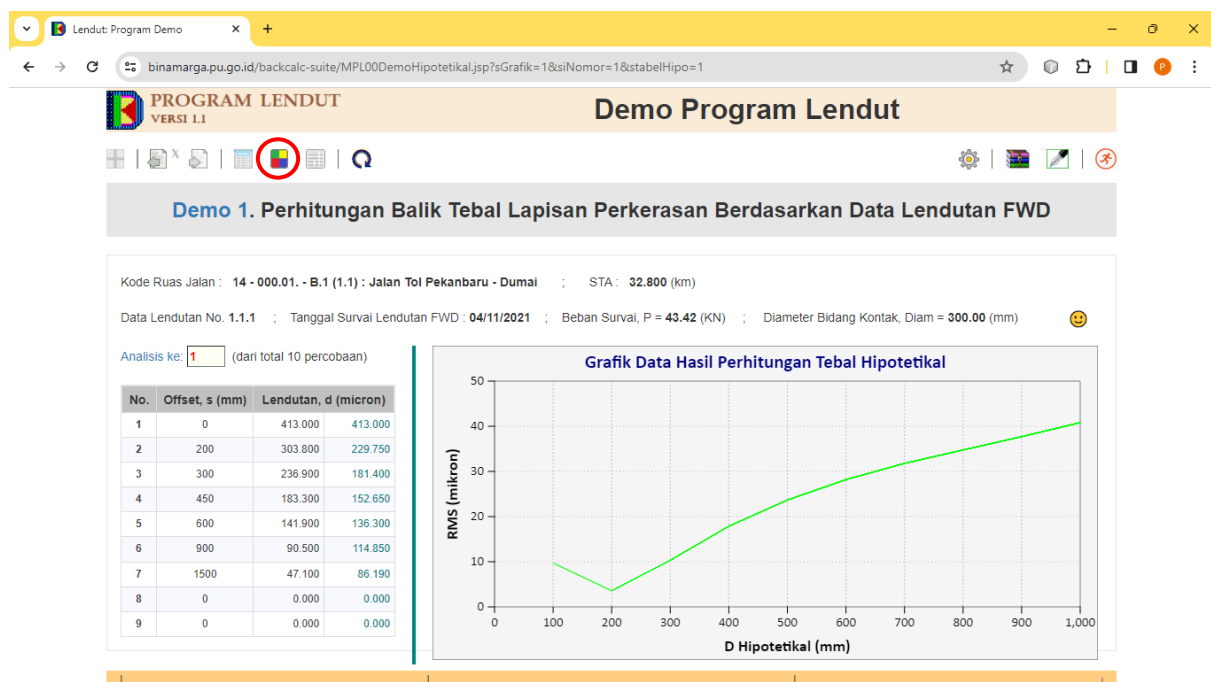 Lendut: Program Demo
binamarga.pu.go.id/backcalc-suite/MPL00DemoHipotetikal.jsp?sGrafik=1&siNomor=1&stabelHipo=1
P
PROGRAM LENDUT
VERSI 1.1
Demo Program Lendut
X
Demo 1. Perhitungan Balik Tebal Lapisan Perkerasan Berdasarkan Data Lendutan FWD
Kode Ruas Jalan : 14 - 000.01. - B.1 (1.1) : Jalan Tol Pekanbaru - Dumai ; STA : 32.800 (km)
Data Lendutan No. 1.1.1 ; Tanggal Survai Lendutan FWD : 04/11/2021 ; Beban Survai, P = 43.42 (KN) ; Diameter Bidang Kontak, Diam = 300.00 (mm)
Analisis ke: 1 (dari total 10 percobaan)
No. Offset, s (mm) Lendutan, d (micron)
1 0 413.000 413.000
2 200 303.800 229.750
3 300 236.900 181.400
4 450 183.300 152.650
5 600 141.900 136.300
6 900 90.500 114.850
7 1500 47.100 86.190
8 0 0.000 0.000
9 0 0.000 0.000
Grafik Data Hasil Perhitungan Tebal Hipotetikal
50
40
30
20
10
0
RMS (mikron)
0 100 200 300 400 500 600 700 800 900 1,000
D Hipotetikal (mm)